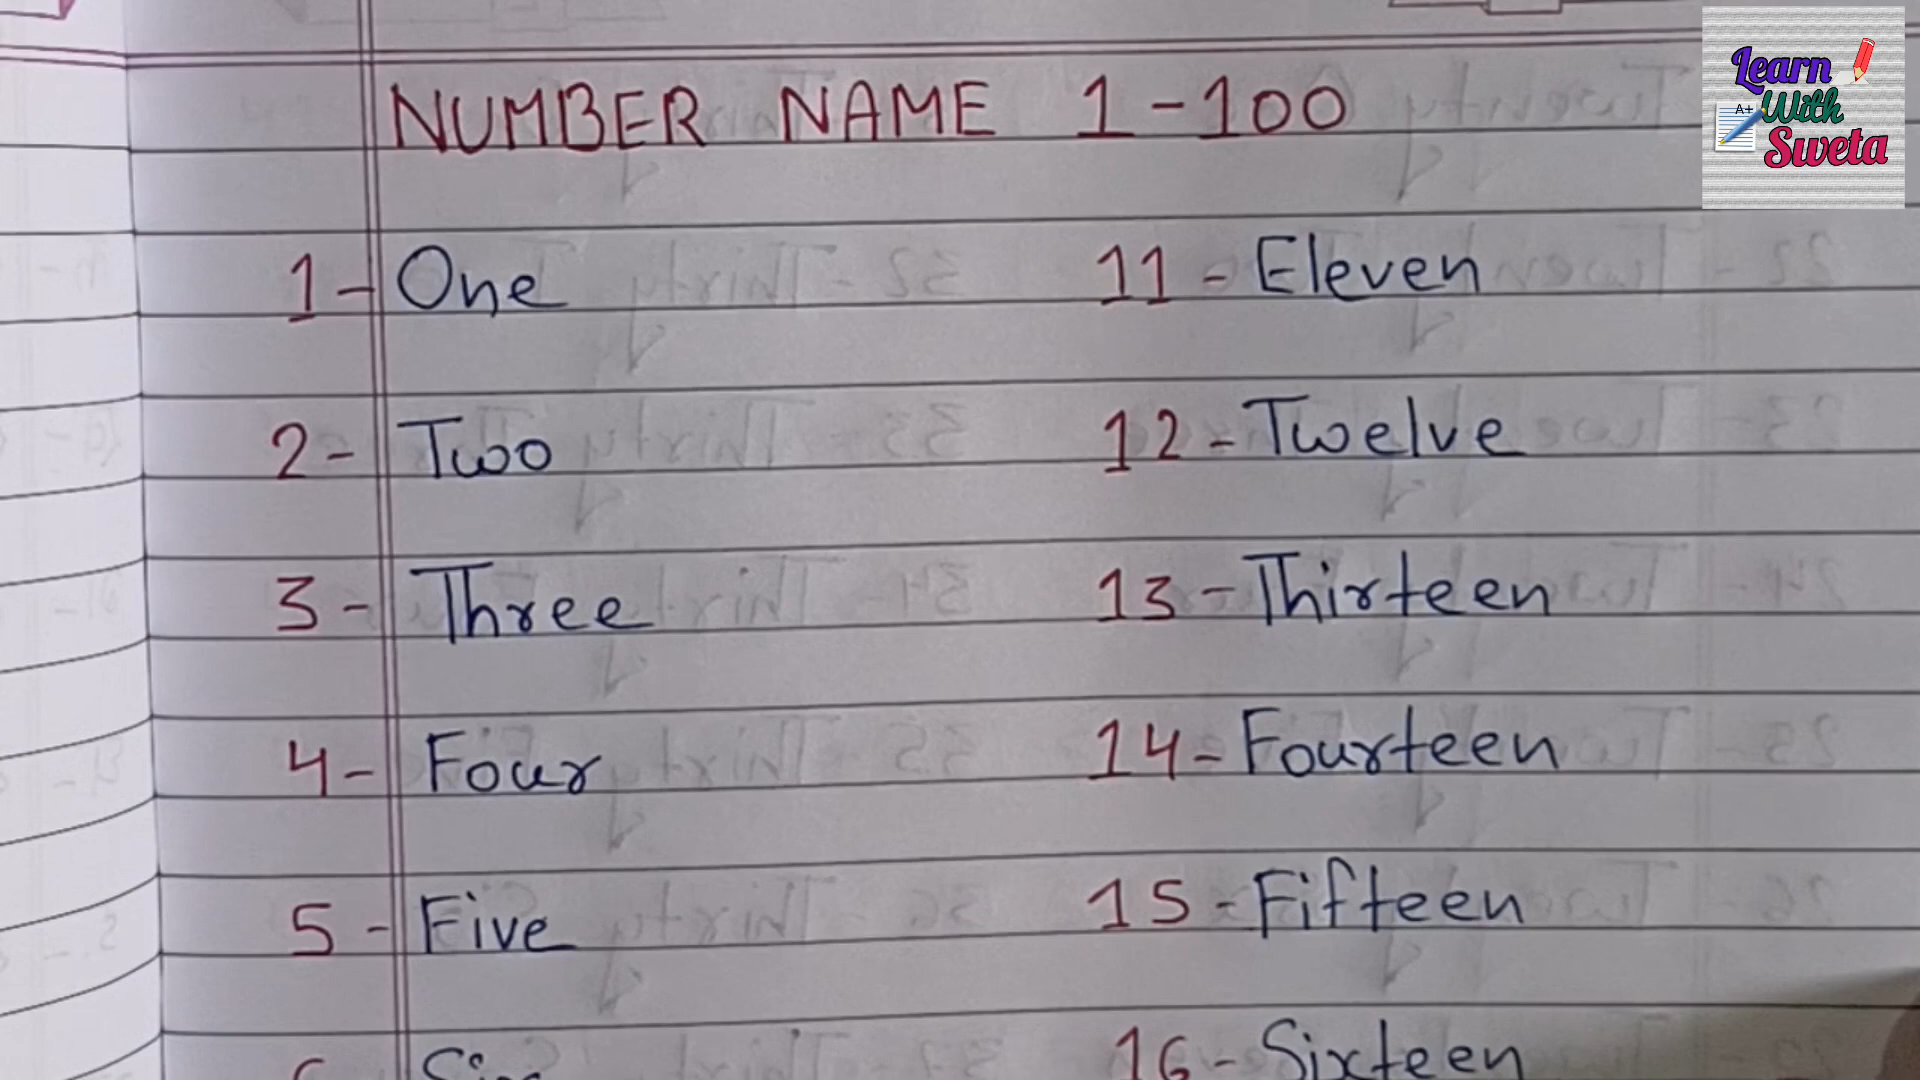 NUMBER NAME 1-100
1- One 11 - Eleven
2- Two 12 - Twelve
3- Three 13 - Thirteen
4- Four 14- Fourteen
5 - Five 15 - Fifteen
16- Sixteen
Learn
With
Sweta
A+